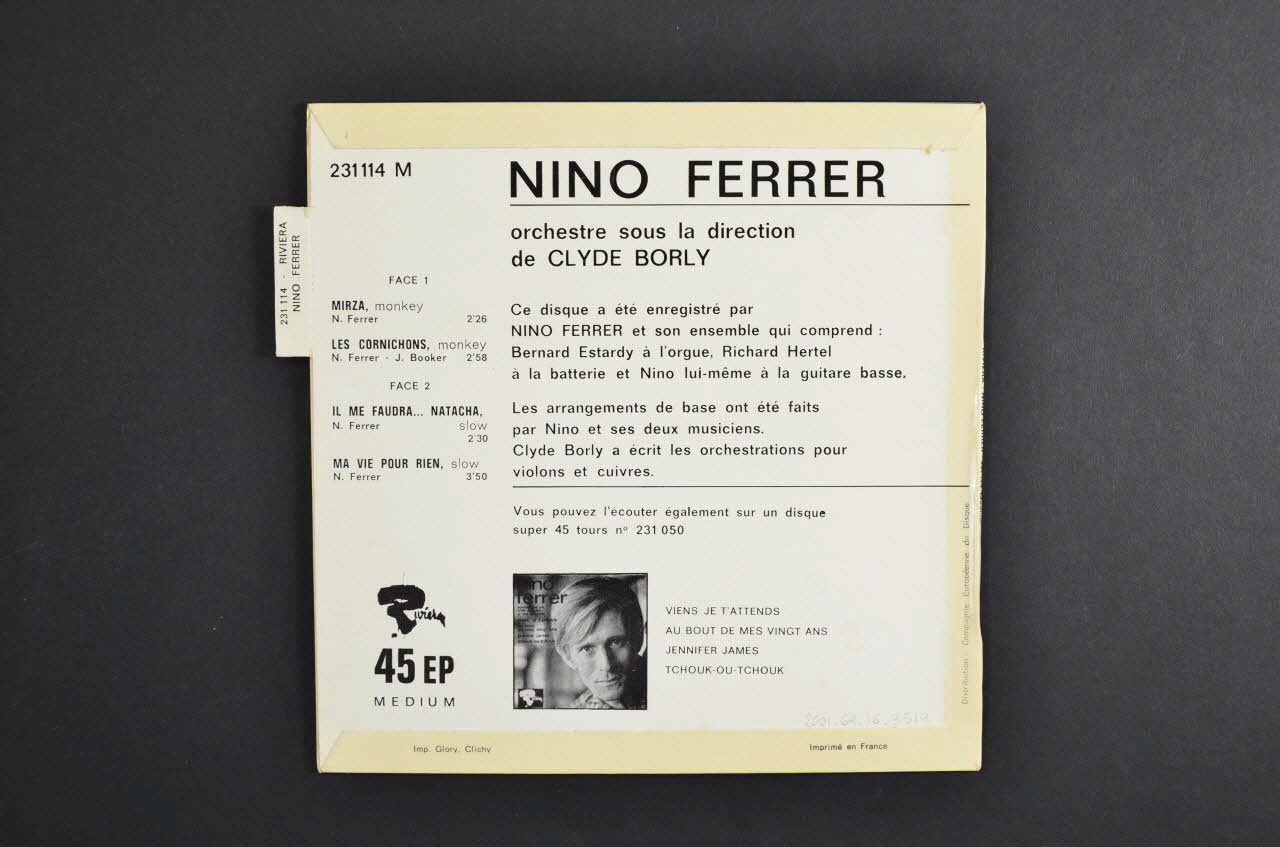 231 114 - RIVIERA
NINO FERRER
231114 M
NINO FERRER
orchestre sous la direction
de CLYDE BORLY
FACE 1
MIRZA, monkey
N. Ferrer 2'26
LES CORNICHONS, monkey
N. Ferrer - J. Booker 2'58
FACE 2
IL ME FAUDRA... NATACHA,
N. Ferrer slow
2'30
MA VIE POUR RIEN, slow
N. Ferrer 3'50
Ce disque a été enregistré par
NINO FERRER et son ensemble qui comprend :
Bernard Estardy à l'orgue, Richard Hertel
à la batterie et Nino lui-même à la guitare basse.
Les arrangements de base ont été faits
par Nino et ses deux musiciens.
Clyde Borly a écrit les orchestrations pour
violons et cuivres.
Vous pouvez l'écouter également sur un disque
super 45 tours nº 231 050
nino
ferrer
VIENS JE T'ATTENDS
AU BOUT DE MES VINGT ANS
JENNIFER JAMES
TCHOUK-OU-TCHOUK
Riviera
45 EP
MEDIUM
Distribution : Compagnie Européenne du Disque
Imp. Glory, Clichy
Imprimé en France